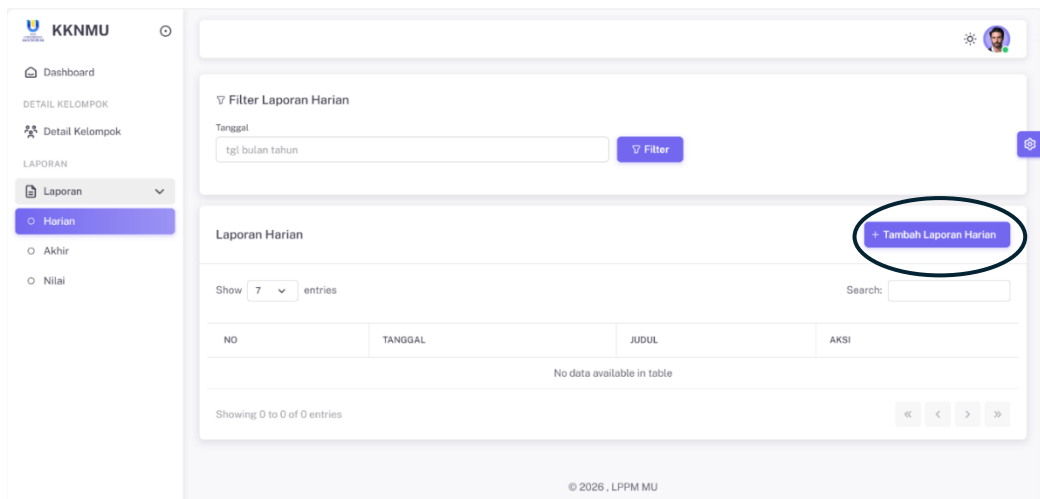 KKNMU
Dashboard
DETAIL KELOMPOK
Detail Kelompok
LAPORAN
Laporan
Harian
Akhir
Nilai
Filter Laporan Harian
Tanggal
tgl bulan tahun
Filter
Laporan Harian
+ Tambah Laporan Harian
Show 7 entries
Search:
NO TANGGAL JUDUL AKSI
No data available in table
Showing 0 to 0 of 0 entries
« < > »
© 2026 , LPPM MU